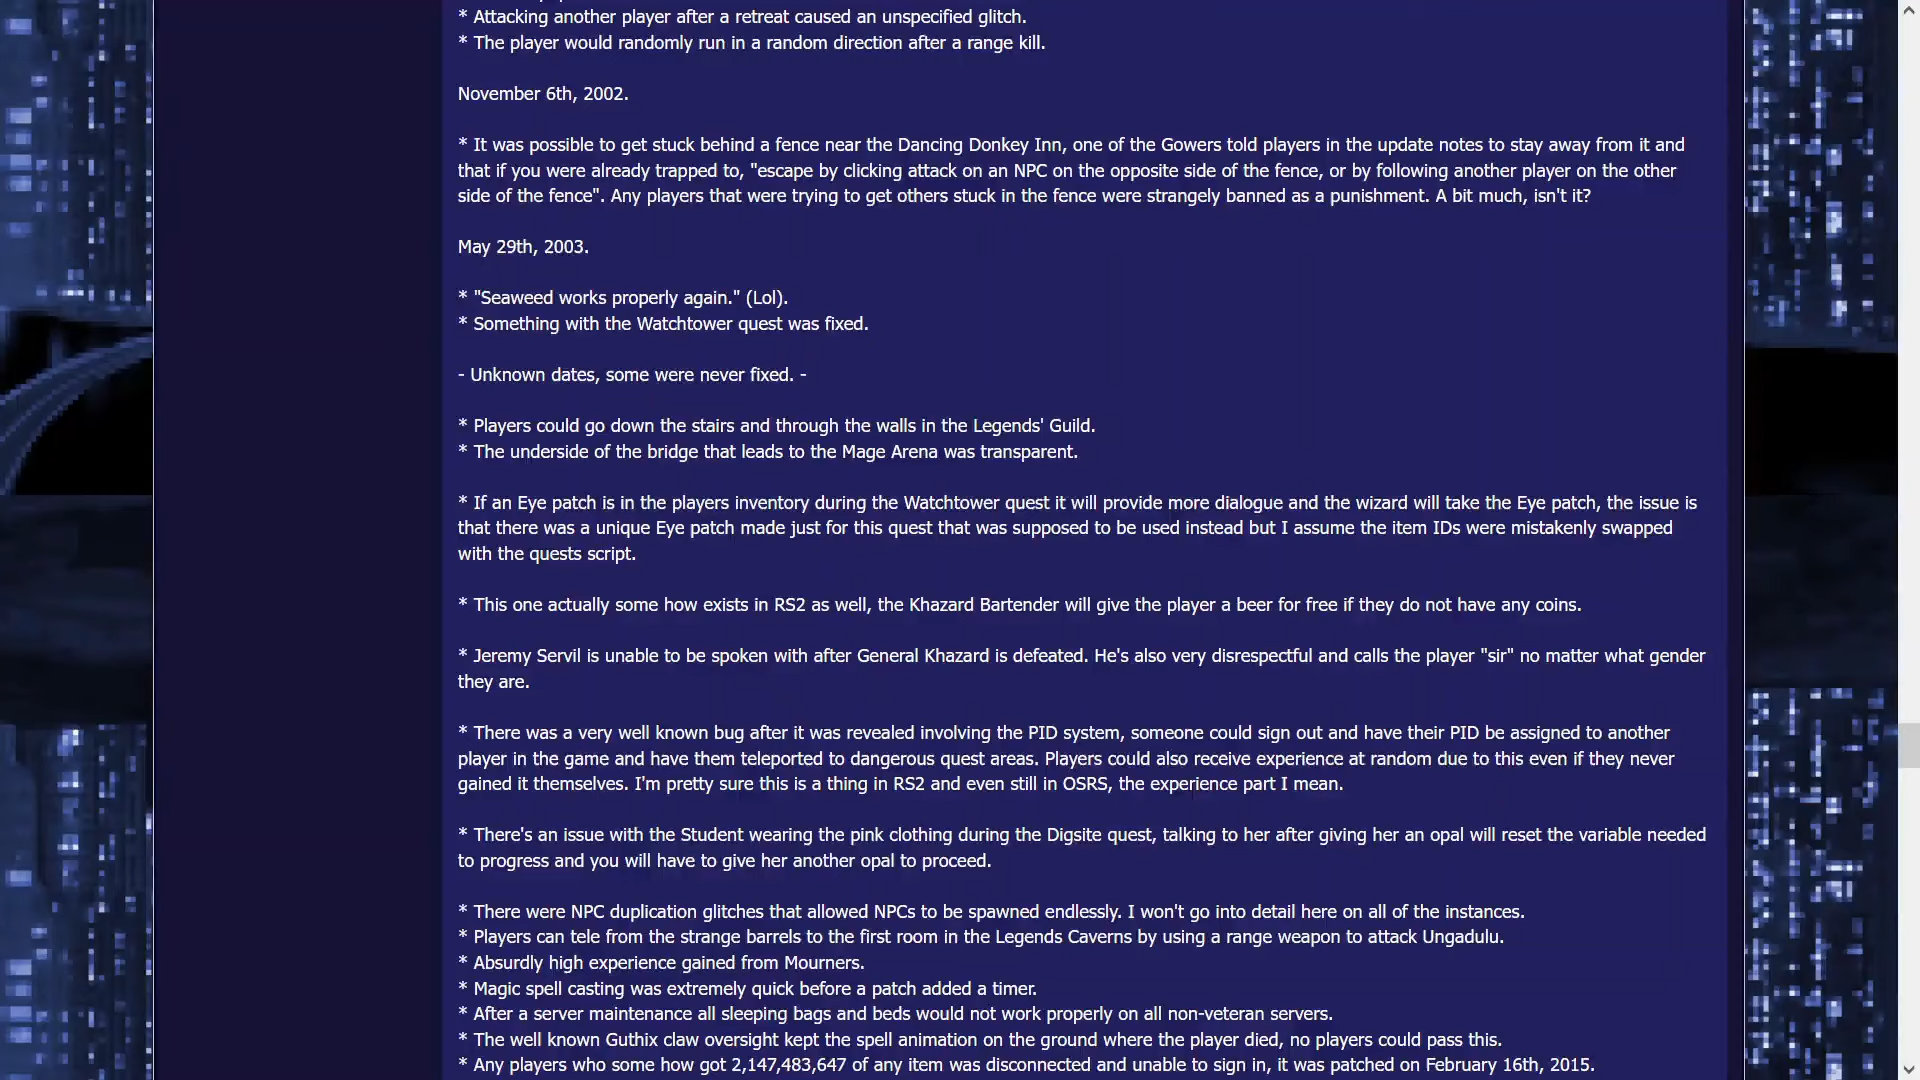 * Attacking another player after a retreat caused an unspecified glitch.
* The player would randomly run in a random direction after a range kill.
November 6th, 2002.
* It was possible to get stuck behind a fence near the Dancing Donkey Inn, one of the Gowers told players in the update notes to stay away from it and
that if you were already trapped to, "escape by clicking attack on an NPC on the opposite side of the fence, or by following another player on the other
side of the fence". Any players that were trying to get others stuck in the fence were strangely banned as a punishment. A bit much, isn't it?
May 29th, 2003.
* "Seaweed works properly again." (Lol).
* Something with the Watchtower quest was fixed.
- Unknown dates, some were never fixed. -
* Players could go down the stairs and through the walls in the Legends' Guild.
* The underside of the bridge that leads to the Mage Arena was transparent.
* If an Eye patch is in the players inventory during the Watchtower quest it will provide more dialogue and the wizard will take the Eye patch, the issue is
that there was a unique Eye patch made just for this quest that was supposed to be used instead but I assume the item IDs were mistakenly swapped
with the quests script.
* This one actually some how exists in RS2 as well, the Khazard Bartender will give the player a beer for free if they do not have any coins.
* Jeremy Servil is unable to be spoken with after General Khazard is defeated. He's also very disrespectful and calls the player "sir" no matter what gender
they are.
* There was a very well known bug after it was revealed involving the PID system, someone could sign out and have their PID be assigned to another
player in the game and have them teleported to dangerous quest areas. Players could also receive experience at random due to this even if they never
gained it themselves. I'm pretty sure this is a thing in RS2 and even still in OSRS, the experience part I mean.
* There's an issue with the Student wearing the pink clothing during the Digsite quest, talking to her after giving her an opal will reset the variable needed
to progress and you will have to give her another opal to proceed.
* There were NPC duplication glitches that allowed NPCs to be spawned endlessly. I won't go into detail here on all of the instances.
* Players can tele from the strange barrels to the first room in the Legends Caverns by using a range weapon to attack Ungadulu.
* Absurdly high experience gained from Mourners.
* Magic spell casting was extremely quick before a patch added a timer.
* After a server maintenance all sleeping bags and beds would not work properly on all non-veteran servers.
* The well known Guthix claw oversight kept the spell animation on the ground where the player died, no players could pass this.
* Any players who some how got 2,147,483,647 of any item was disconnected and unable to sign in, it was patched on February 16th, 2015.